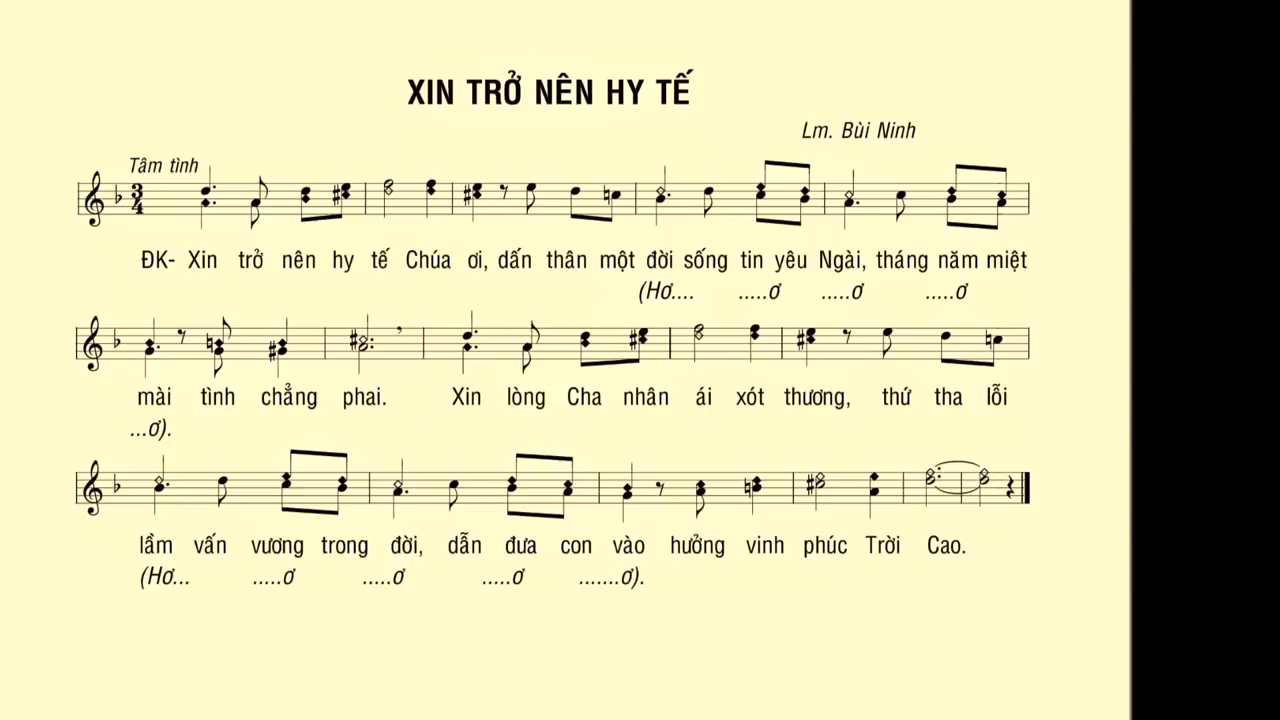 XIN TRỞ NÊN HY TẾ
Lm. Bùi Ninh
Tâm tình
3
4
ĐK- Xin trở nên hy tế Chúa ơi, dấn thân một đời sống tin yêu Ngài, tháng năm miệt
(Hơ.... .....ơ .....ơ .....ơ
mài tình chẳng phai. Xin lòng Cha nhân ái xót thương, thứ tha lỗi
...ơ).
lầm vấn vương trong đời, dẫn đưa con vào hưởng vinh phúc Trời Cao.
(Hơ... .....ơ .....ơ .....ơ .......ơ).